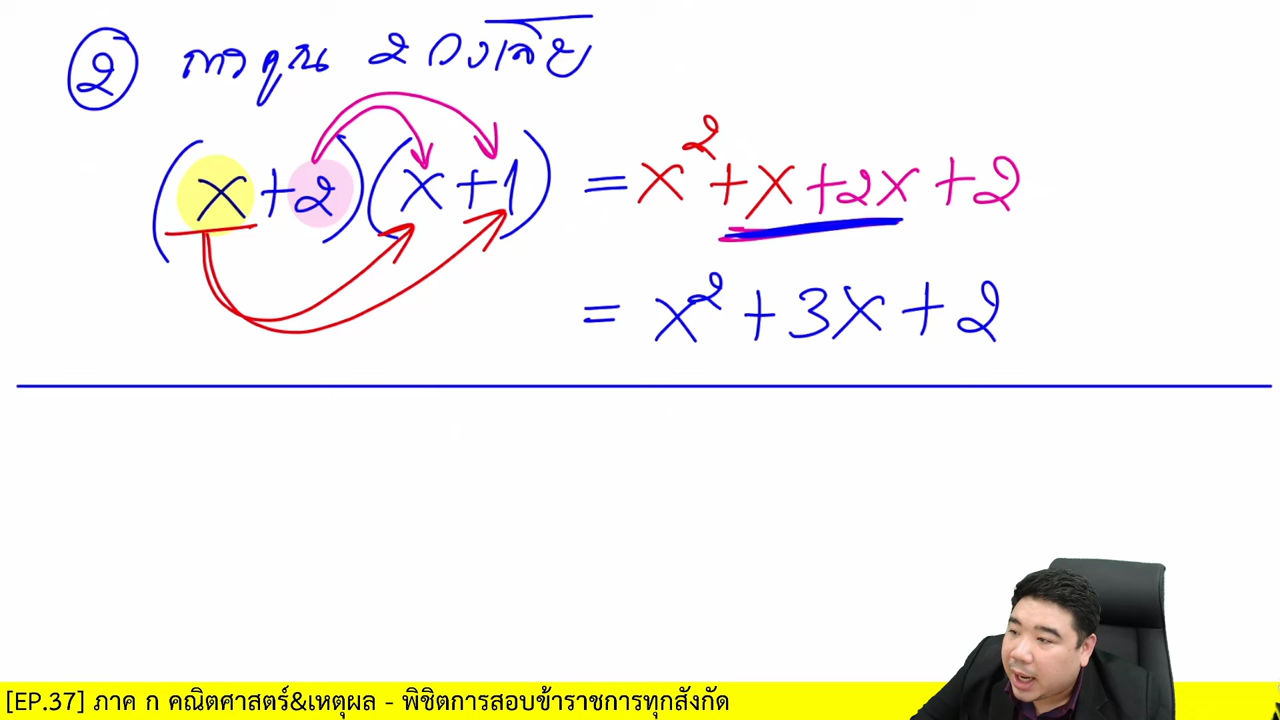 ② การคูณ 2 วงเล็บ
(x+2)(x+1) = x²+x+2x+2
= x²+3x+2
[EP.37] ภาค ก คณิตศาสตร์&เหตุผล - พิชิตการสอบข้าราชการทุกสังกัด